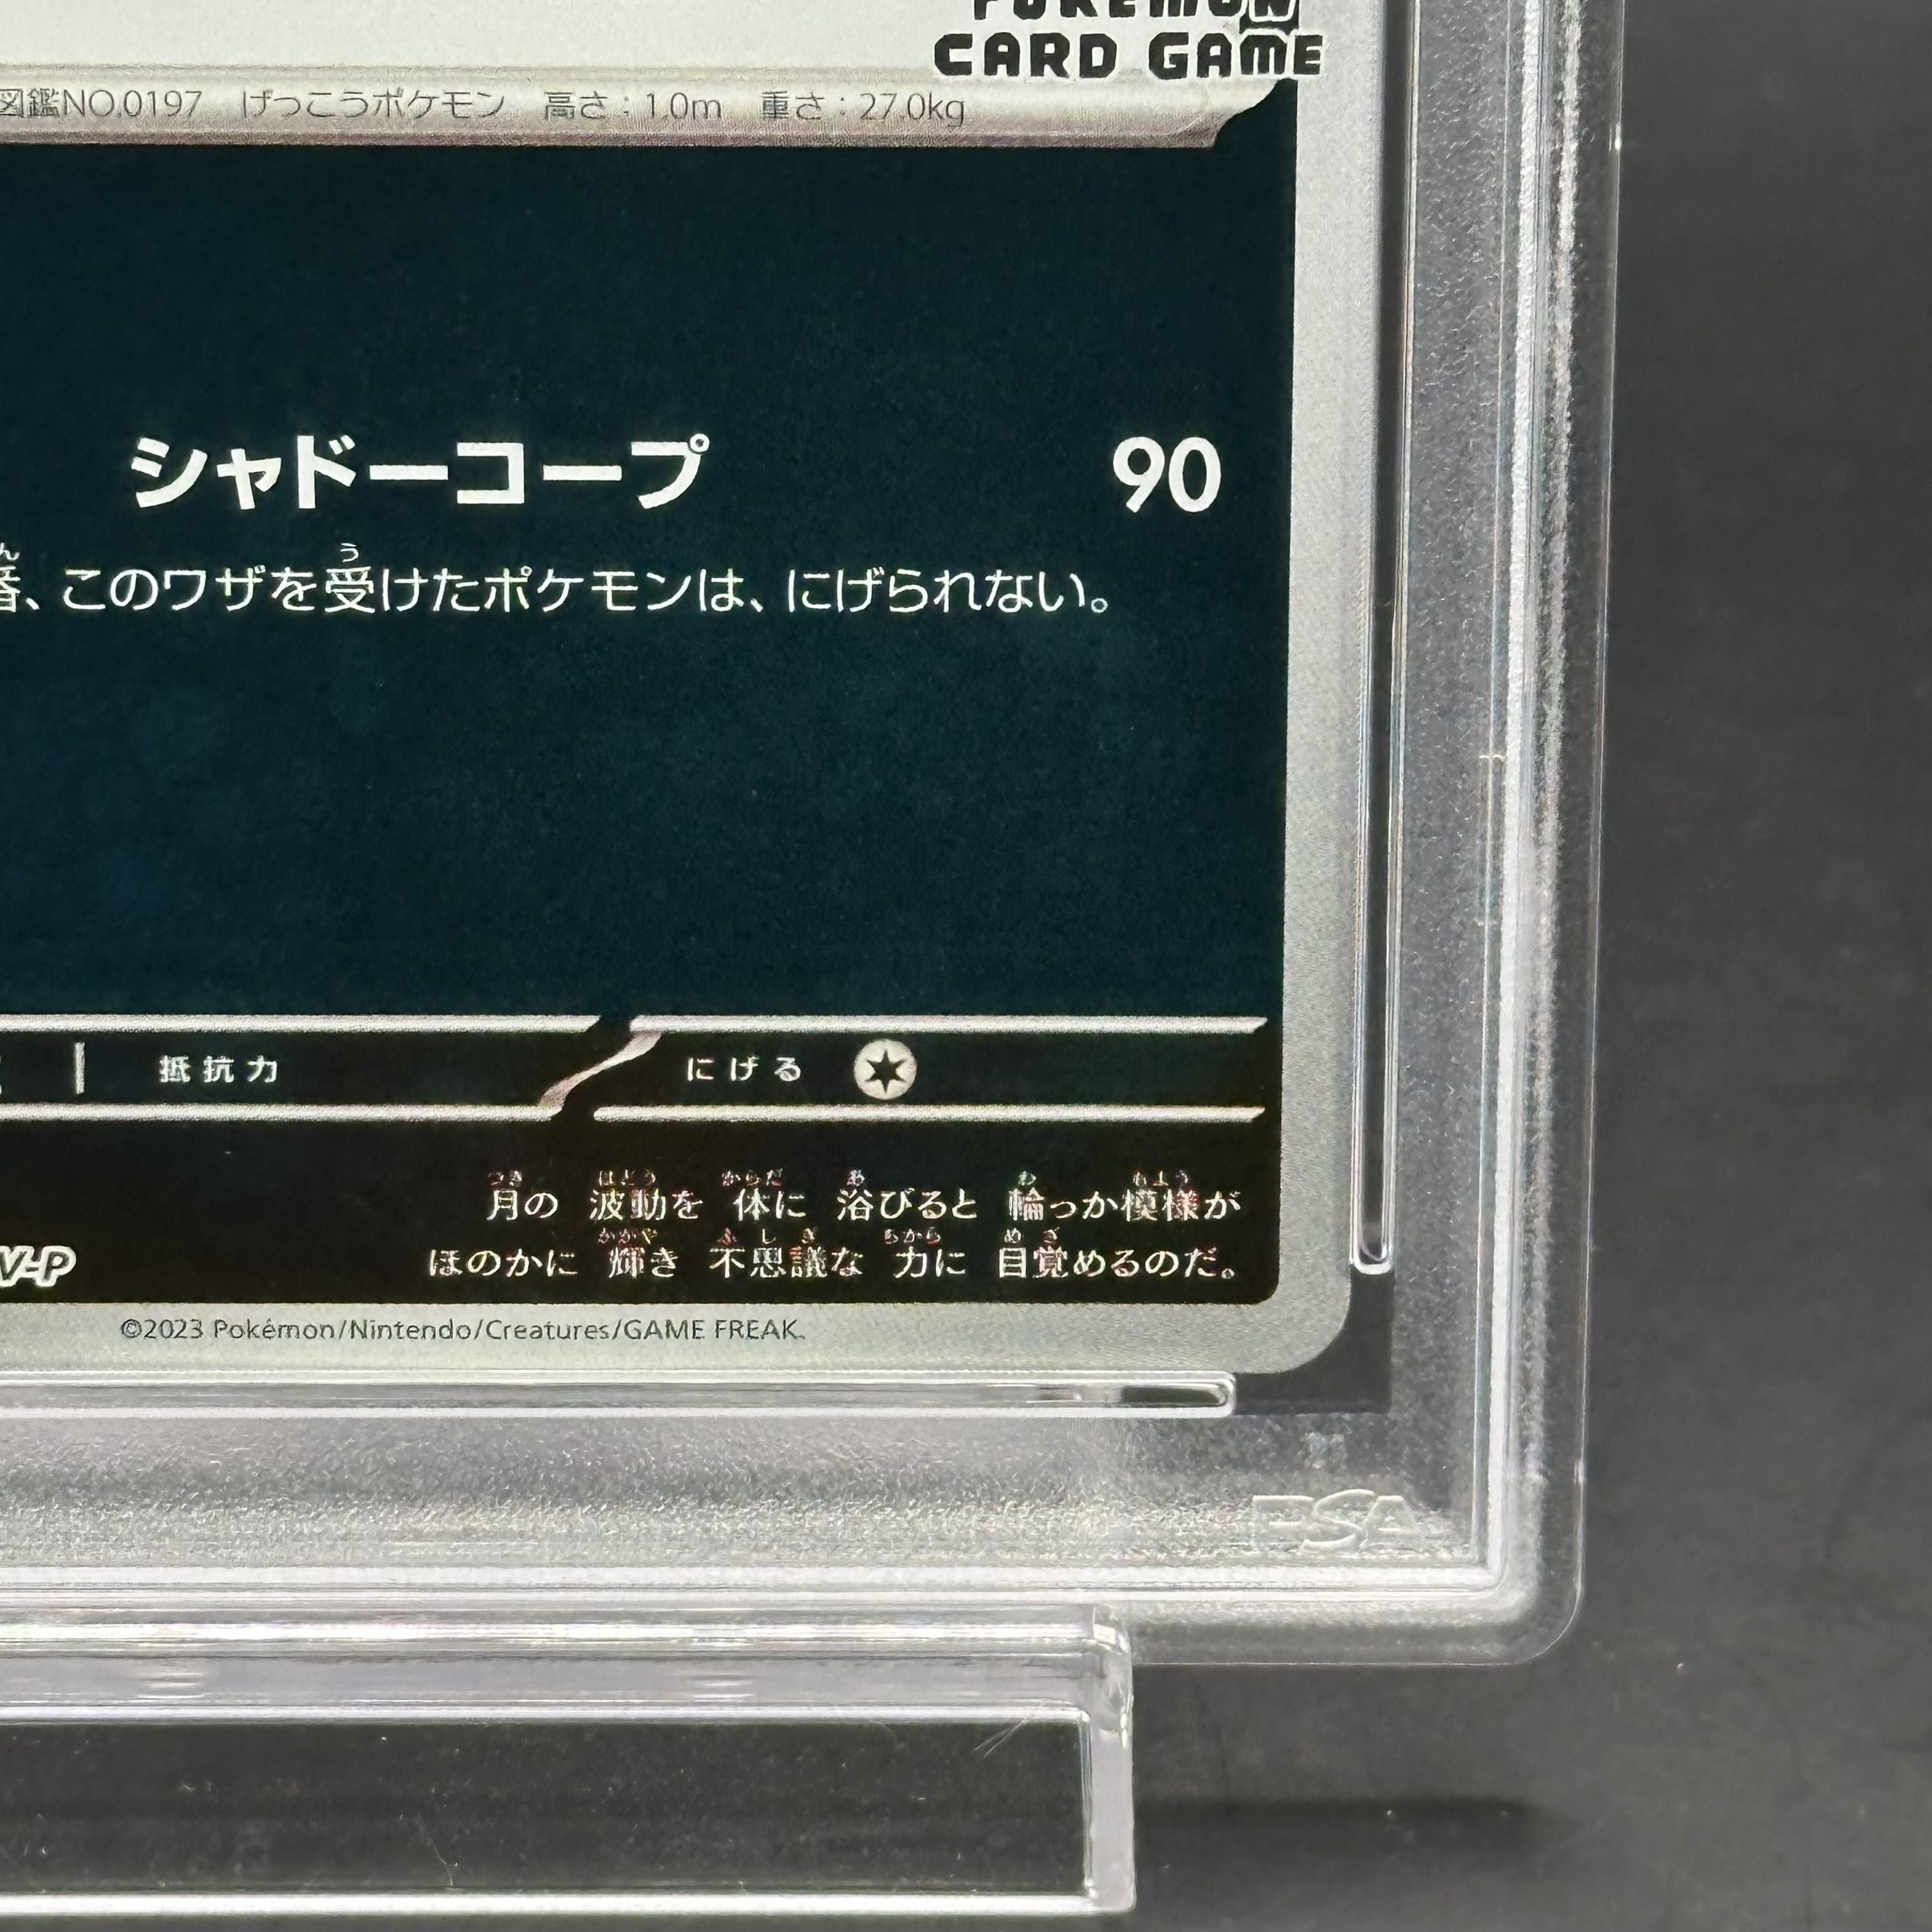 POKÉMON
CARD GAME
図鑑NO.0197 げっこうポケモン 高さ：1.0m 重さ：27.0kg
シャドーコープ 90
番、このワザを受けたポケモンは、にげられない。
抵抗力 にげる
月の 波動を 体に 浴びると 輪っか模様が
ほのかに 輝き 不思議な 力に 目覚めるのだ。
V-P
©2023 Pokémon/Nintendo/Creatures/GAME FREAK.
PSA